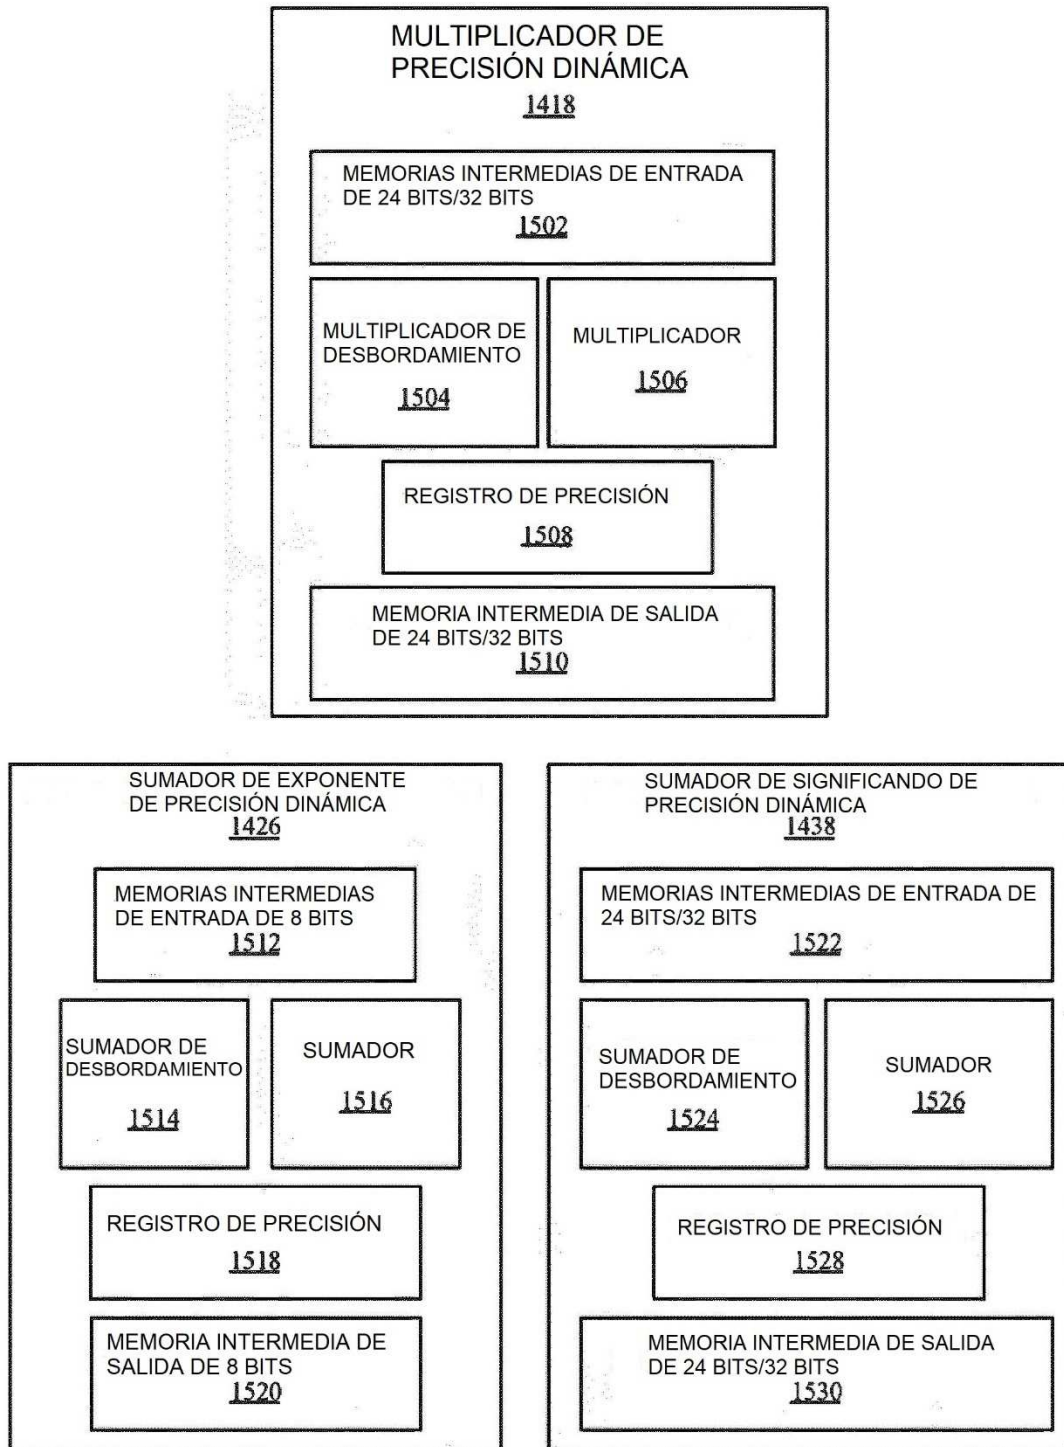 MULTIPLICADOR DE
PRECISIÓN DINÁMICA
1418
MEMORIAS INTERMEDIAS DE ENTRADA
DE 24 BITS/32 BITS
1502
MULTIPLICADOR DE
DESBORDAMIENTO
1504
MULTIPLICADOR
1506
REGISTRO DE PRECISIÓN
1508
MEMORIA INTERMEDIA DE SALIDA
DE 24 BITS/32 BITS
1510
SUMADOR DE EXPONENTE
DE PRECISIÓN DINÁMICA
1426
MEMORIAS INTERMEDIAS
DE ENTRADA DE 8 BITS
1512
SUMADOR DE
DESBORDAMIENTO
1514
SUMADOR
1516
REGISTRO DE PRECISIÓN
1518
MEMORIA INTERMEDIA DE
SALIDA DE 8 BITS
1520
SUMADOR DE SIGNIFICANDO DE
PRECISIÓN DINÁMICA
1438
MEMORIAS INTERMEDIAS DE ENTRADA DE
24 BITS/32 BITS
1522
SUMADOR DE
DESBORDAMIENTO
1524
SUMADOR
1526
REGISTRO DE PRECISIÓN
1528
MEMORIA INTERMEDIA DE SALIDA
DE 24 BITS/32 BITS
1530